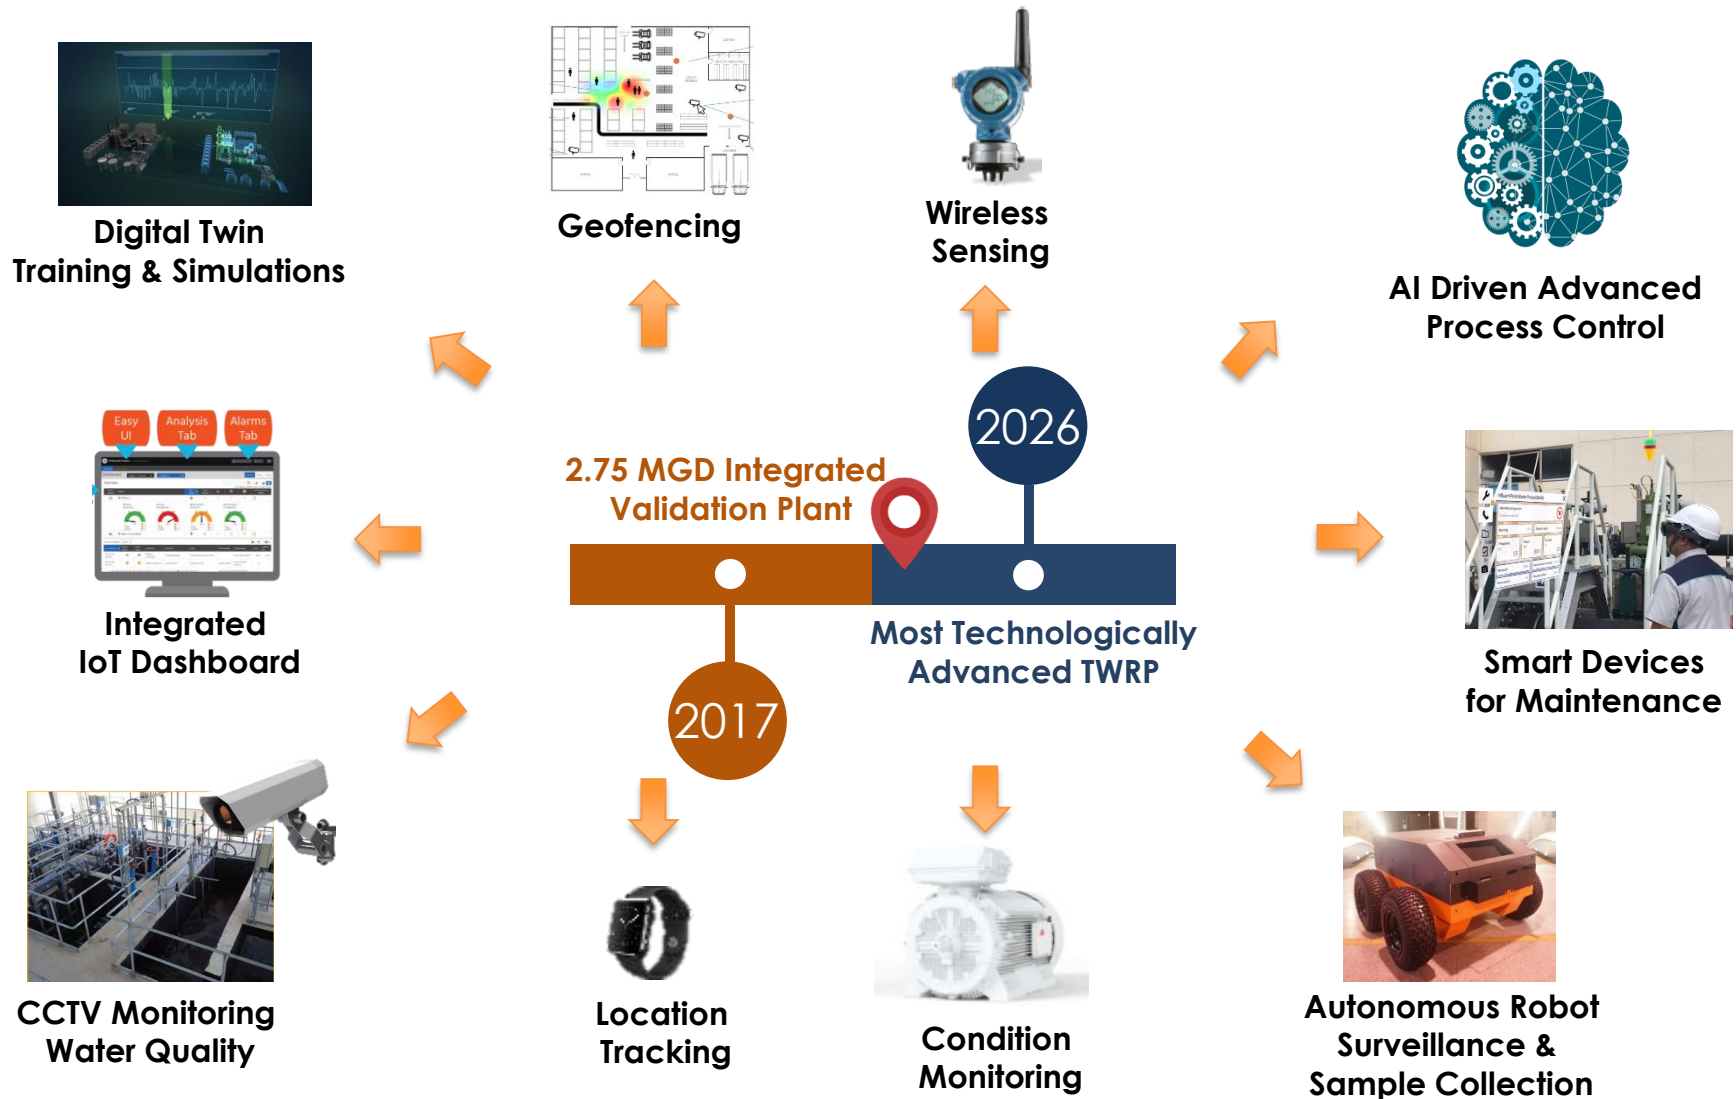 Digital Twin
Training & Simulations
Geofencing
Wireless
Sensing
AI Driven Advanced
Process Control
Easy
UI
Analysis
Tab
Alarms
Tab
Integrated
IoT Dashboard
2.75 MGD Integrated
Validation Plant
2026
2017
Most Technologically
Advanced TWRP
Smart Devices
for Maintenance
CCTV Monitoring
Water Quality
Location
Tracking
Condition
Monitoring
Autonomous Robot
Surveillance &
Sample Collection